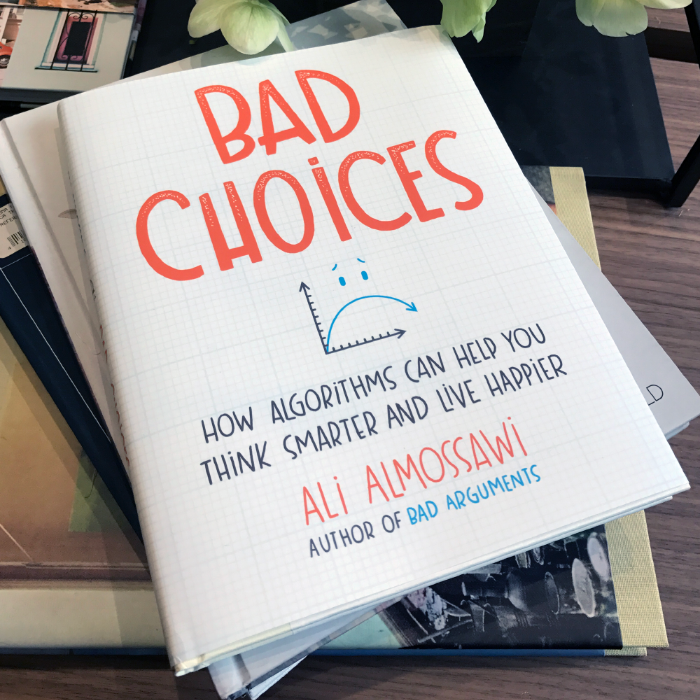 BAD
CHOiCES
HOW ALGORiTHMS CAN HELP YOU
THiNK SMARTER AND LiVE HAPPiER
ALi ALMOSSAWi
AUTHOR OF BAD ARGUMENTS